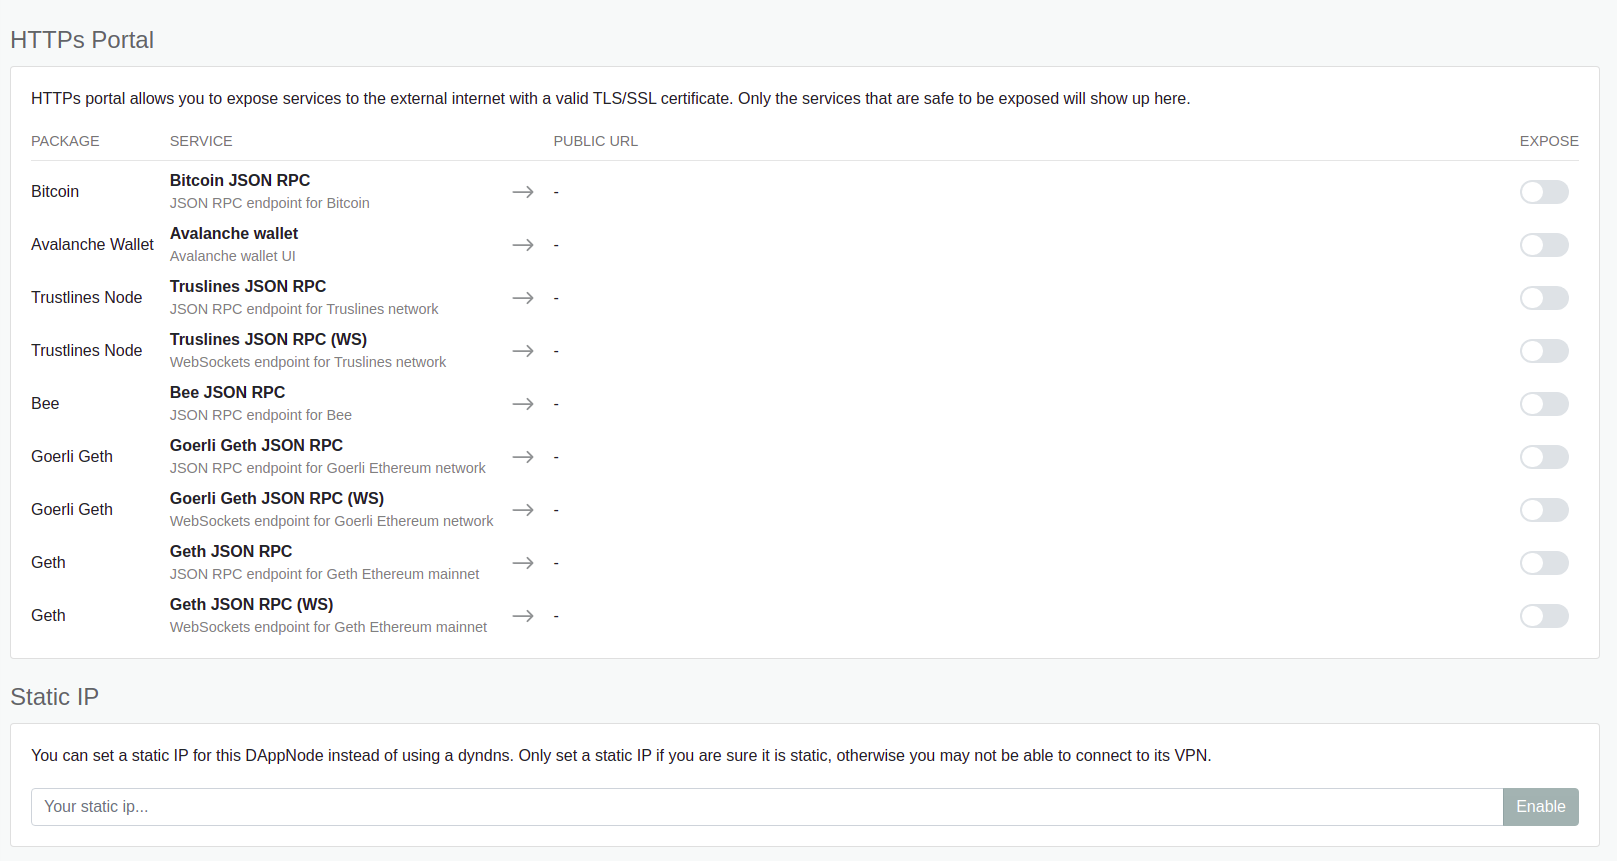 HTTPs Portal
HTTPs portal allows you to expose services to the external internet with a valid TLS/SSL certificate. Only the services that are safe to be exposed will show up here.
PACKAGE SERVICE PUBLIC URL EXPOSE
Bitcoin Bitcoin JSON RPC -
JSON RPC endpoint for Bitcoin
Avalanche Wallet Avalanche wallet -
Avalanche wallet UI
Trustlines Node Truslines JSON RPC -
JSON RPC endpoint for Truslines network
Trustlines Node Truslines JSON RPC (WS) -
WebSockets endpoint for Truslines network
Bee Bee JSON RPC -
JSON RPC endpoint for Bee
Goerli Geth Goerli Geth JSON RPC -
JSON RPC endpoint for Goerli Ethereum network
Goerli Geth Goerli Geth JSON RPC (WS) -
WebSockets endpoint for Goerli Ethereum network
Geth Geth JSON RPC -
JSON RPC endpoint for Geth Ethereum mainnet
Geth Geth JSON RPC (WS) -
WebSockets endpoint for Geth Ethereum mainnet
Static IP
You can set a static IP for this DAppNode instead of using a dyndns. Only set a static IP if you are sure it is static, otherwise you may not be able to connect to its VPN.
Your static ip... Enable